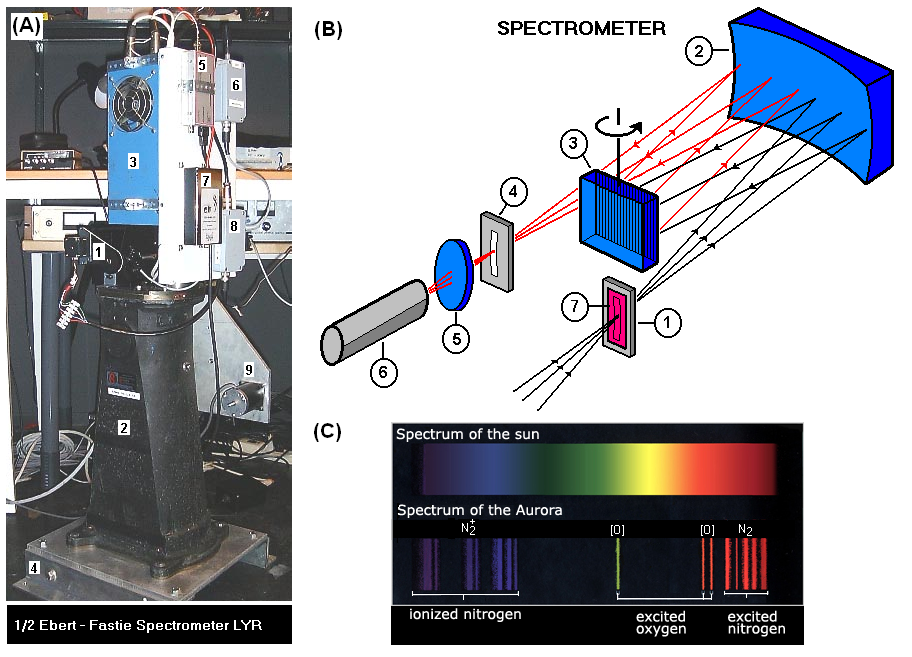 (A)
5
6
3
7
8
1
9
2
4
1/2 Ebert - Fastie Spectrometer LYR
(B)
SPECTROMETER
2
3
4
7
1
5
6
(C)
Spectrum of the sun
Spectrum of the Aurora
N₂⁺ [O] [O] N₂
ionized nitrogen
excited
oxygen
excited
nitrogen